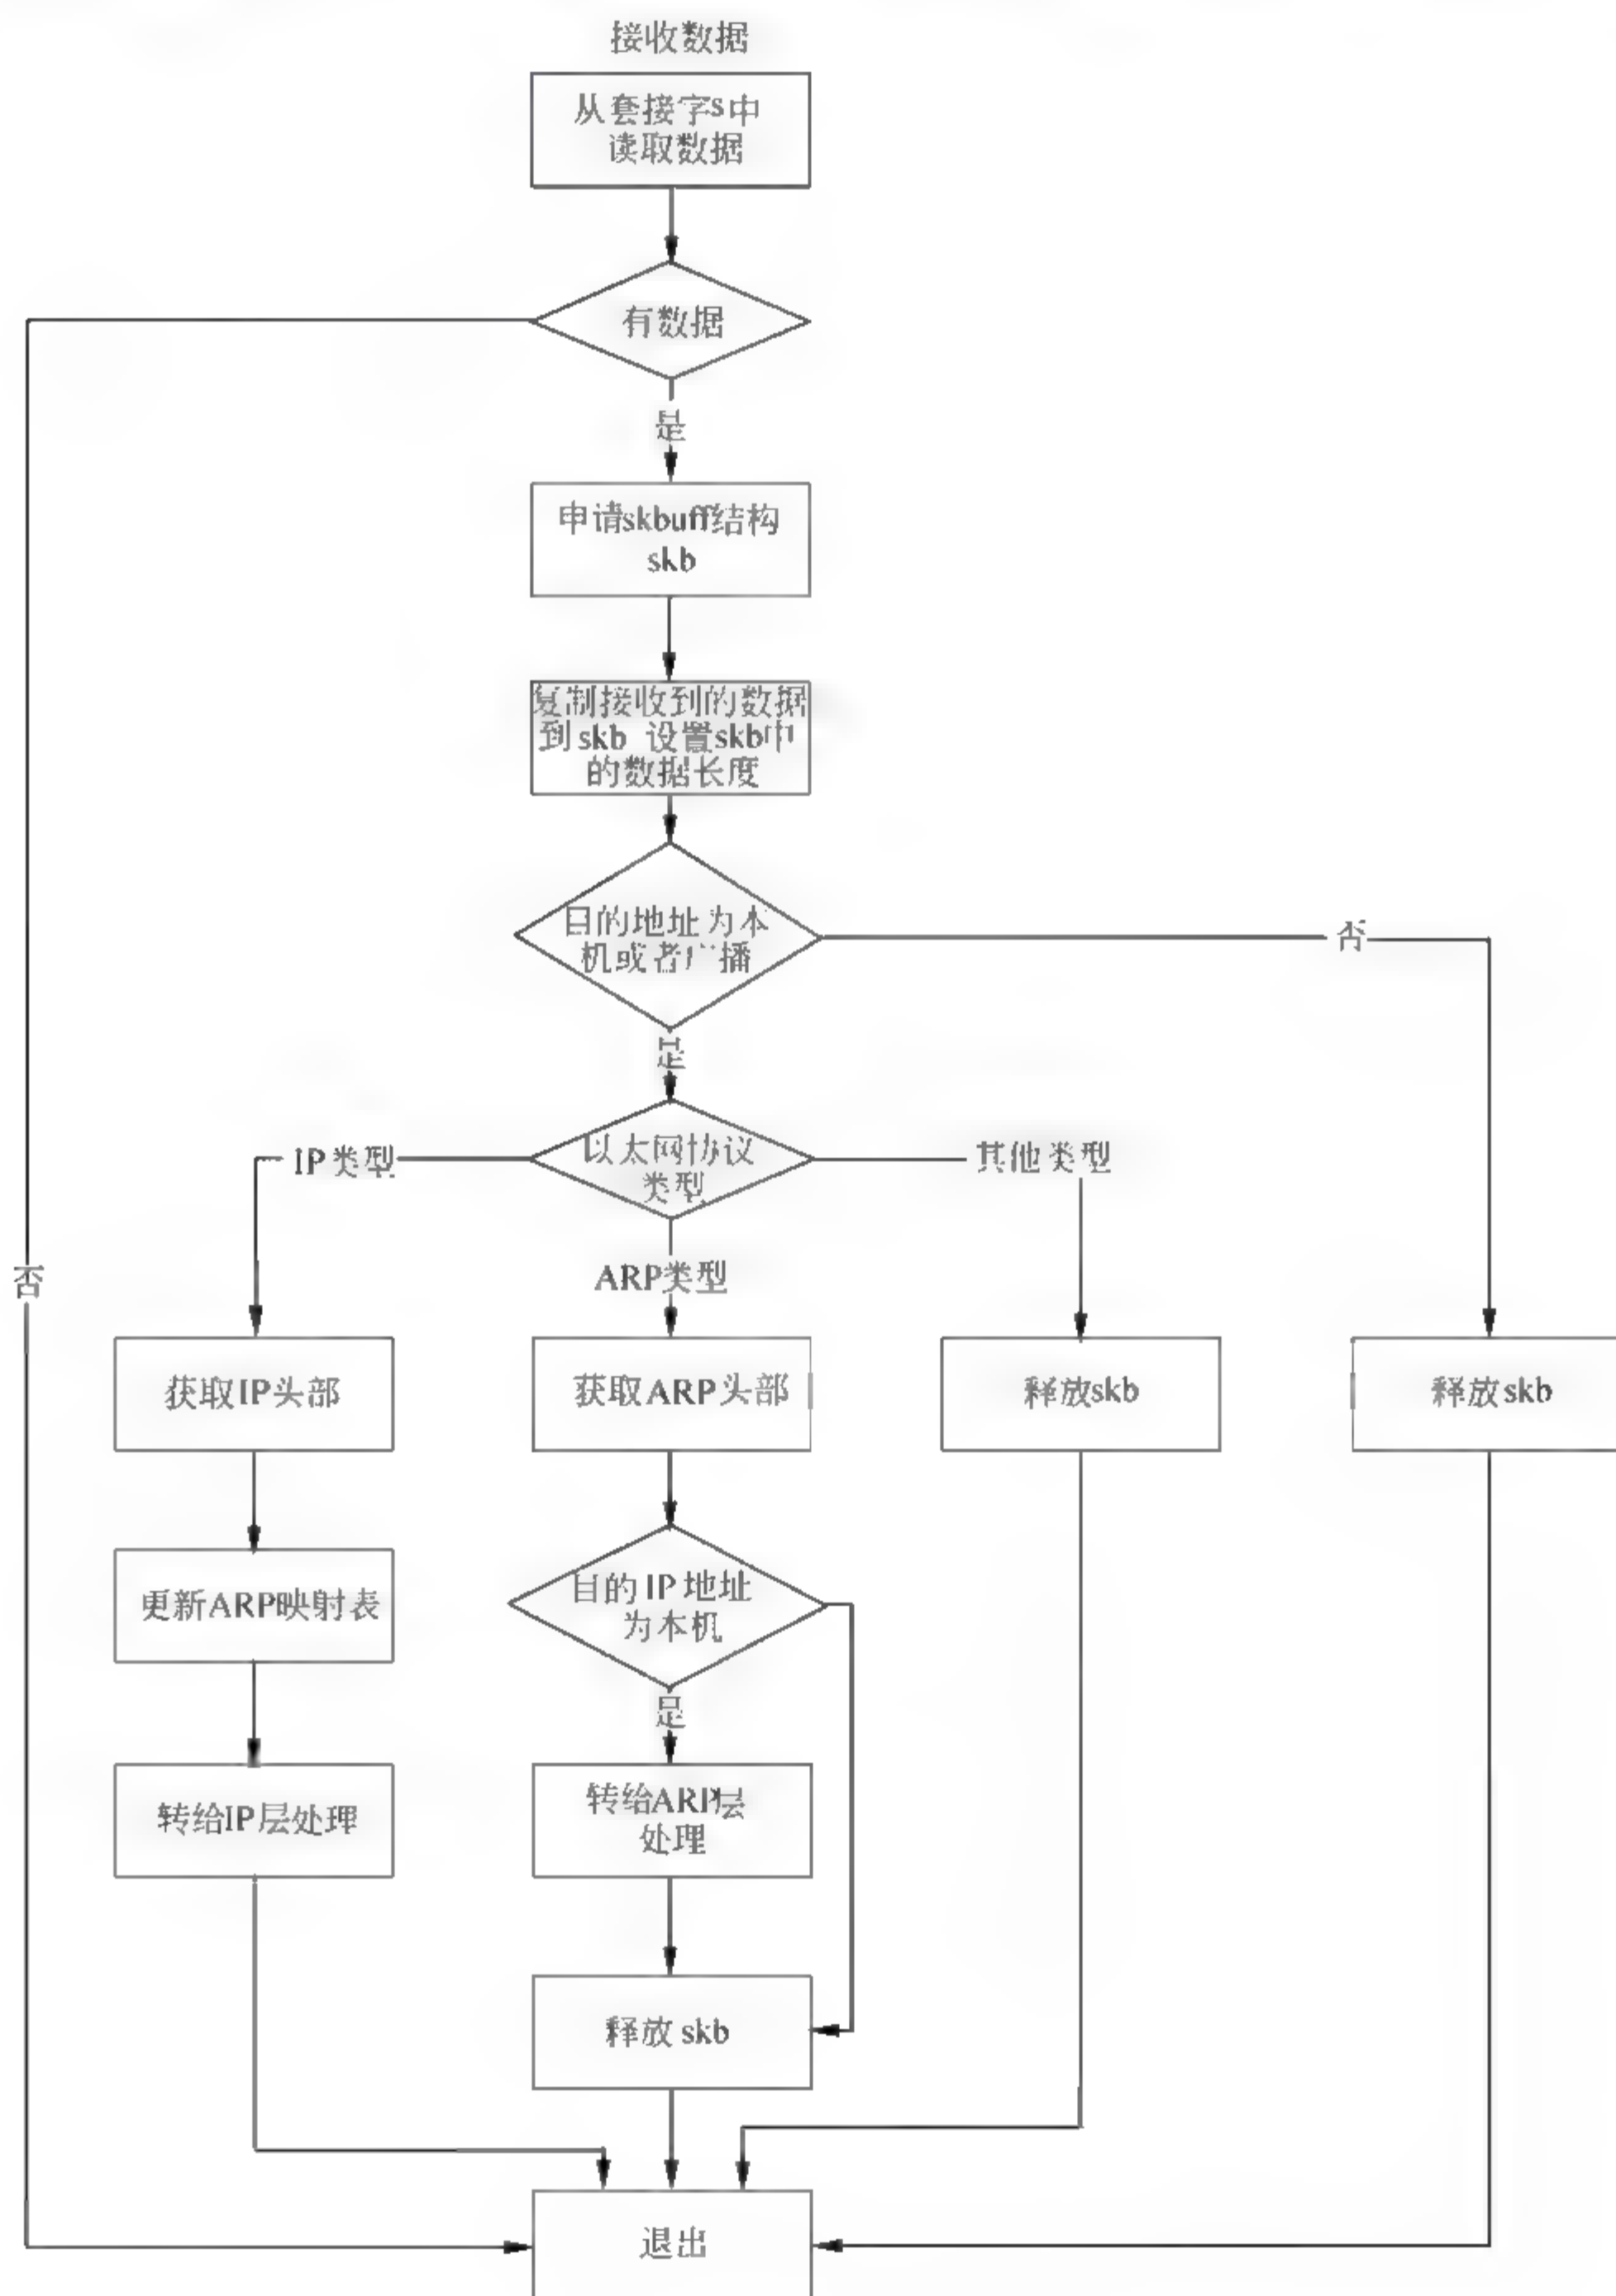 接收数据
从套接字s中
读取数据
有数据
是
申请skbuff结构
skb
复制接收到的数据
到skb 设置skb中
的数据长度
目的地址为本
机或者广播
否
是
以太网协议
类型
IP类型
其他类型
ARP类型
否
获取IP头部
获取ARP头部
释放skb
释放skb
更新ARP映射表
目的IP地址
为本机
是
转给IP层处理
转给ARP层
处理
释放skb
退出